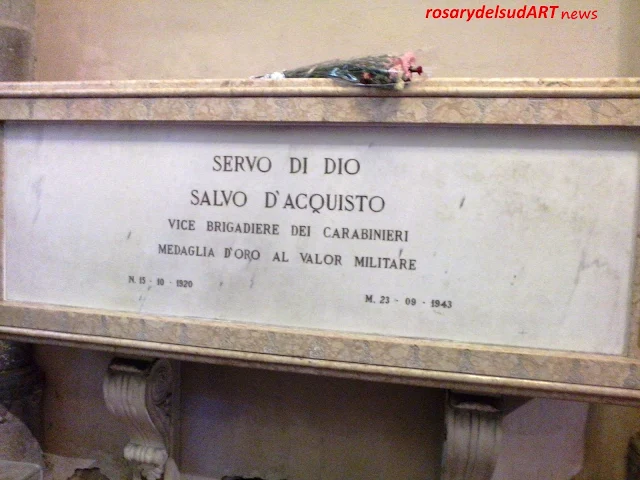 rosarydelsudART news
SERVO DI DIO
SALVO D'ACQUISTO
VICE BRIGADIERE DEI CARABINIERI
MEDAGLIA D'ORO AL VALOR MILITARE
N. 15 - 10 - 1920
M. 23 - 09 - 1943